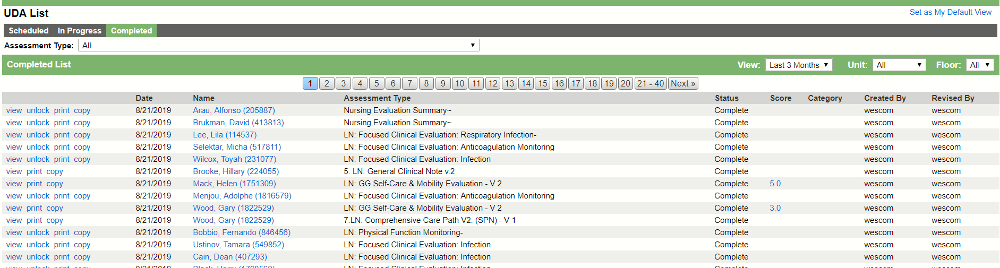 UDA List
Set as My Default View
Scheduled In Progress Completed
Assessment Type: All
Completed List View: Last 3 Months Unit: All Floor: All
1 2 3 4 5 6 7 8 9 10 11 12 13 14 15 16 17 18 19 20 21 - 40 Next »
Date Name Assessment Type Status Score Category Created By Revised By
view unlock print copy 8/21/2019 Arau, Alfonso (205887) Nursing Evaluation Summary~ Complete wescom wescom
view unlock print copy 8/21/2019 Brukman, David (413813) Nursing Evaluation Summary~ Complete wescom wescom
view unlock print copy 8/21/2019 Lee, Lila (114537) LN: Focused Clinical Evaluation: Respiratory Infection- Complete wescom wescom
view unlock print copy 8/21/2019 Selektar, Micha (517811) LN: Focused Clinical Evaluation: Anticoagulation Monitoring Complete wescom wescom
view unlock print copy 8/21/2019 Wilcox, Toyah (231077) LN: Focused Clinical Evaluation: Infection Complete wescom wescom
view print copy 8/21/2019 Brooke, Hillary (224055) 5. LN: General Clinical Note v.2 Complete wescom wescom
view print copy 8/21/2019 Mack, Helen (1751309) LN: GG Self-Care & Mobility Evaluation - V 2 Complete 5.0 wescom wescom
view unlock print copy 8/21/2019 Menjou, Adolphe (1816579) LN: Focused Clinical Evaluation: Anticoagulation Monitoring Complete wescom wescom
view print copy 8/21/2019 Wood, Gary (1822529) LN: GG Self-Care & Mobility Evaluation - V 2 Complete 3.0 wescom wescom
view print copy 8/21/2019 Wood, Gary (1822529) 7.LN: Comprehensive Care Path V2. (SPN) - V 1 Complete wescom wescom
view unlock print copy 8/21/2019 Bobbio, Fernando (846456) LN: Physical Function Monitoring- Complete wescom wescom
view unlock print copy 8/21/2019 Ustinov, Tamara (549852) LN: Focused Clinical Evaluation: Infection Complete wescom wescom
view unlock print copy 8/21/2019 Cain, Dean (407293) LN: Focused Clinical Evaluation: Infection Complete wescom wescom
view unlock print copy 8/21/2019 LN: Focused Clinical Evaluation: Infection Complete wescom wescom